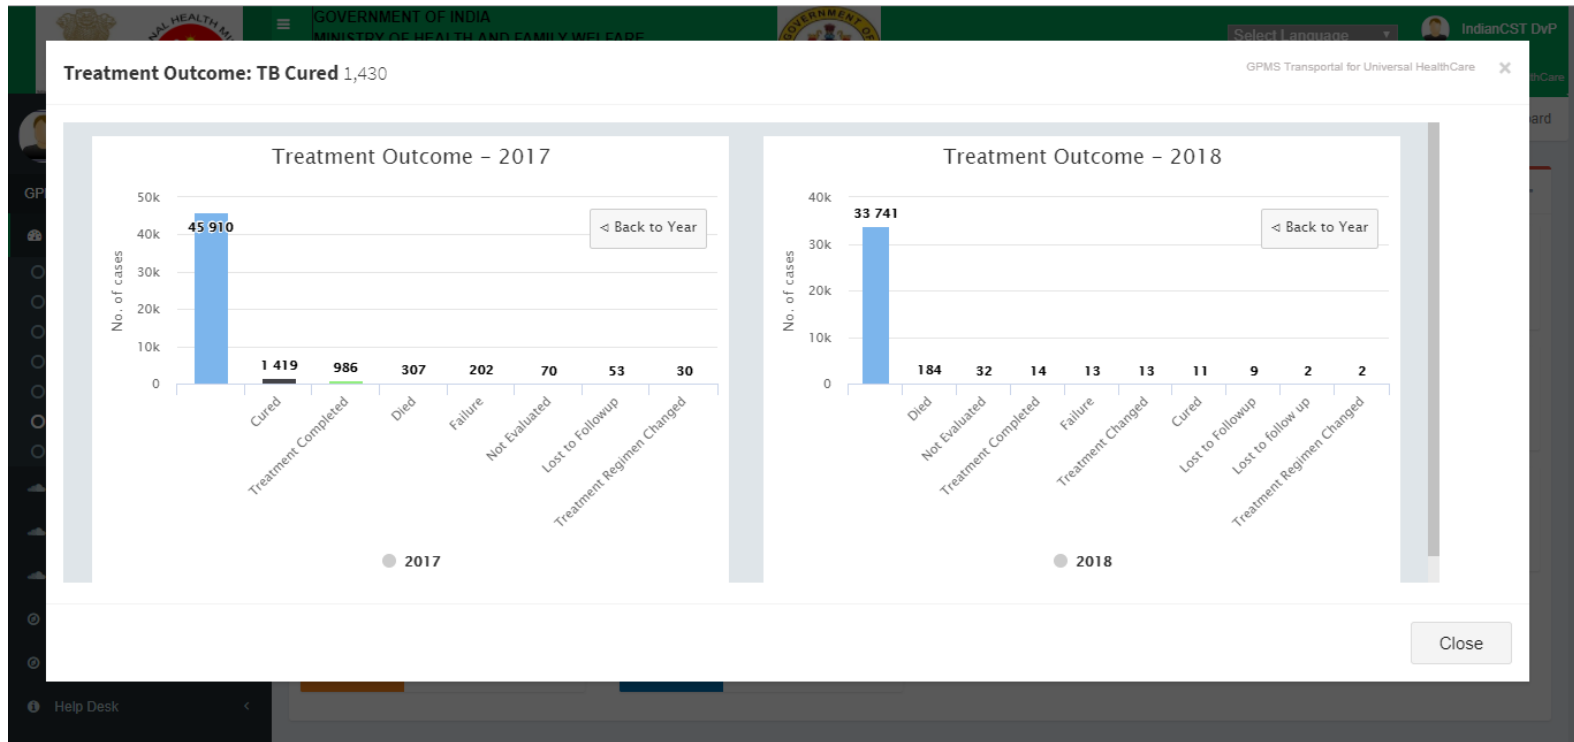 GOVERNMENT OF INDIA
MINISTRY OF HEALTH AND FAMILY WELFARE
Select Language
IndianCST DvP
Treatment Outcome: TB Cured 1,430
GPMS Transportal for Universal HealthCare
×
Treatment Outcome – 2017
No. of cases
50k
40k
30k
20k
10k
0
◅ Back to Year
45 910
1 419
986
307
202
70
53
30
Cured
Treatment Completed
Died
Failure
Not Evaluated
Lost to Followup
Treatment Regimen Changed
2017
Treatment Outcome – 2018
No. of cases
40k
30k
20k
10k
0
◅ Back to Year
33 741
184
32
14
13
13
11
9
2
2
Died
Not Evaluated
Treatment Completed
Failure
Treatment Changed
Cured
Lost to Followup
Lost to follow up
Treatment Regimen Changed
2018
Close
Help Desk